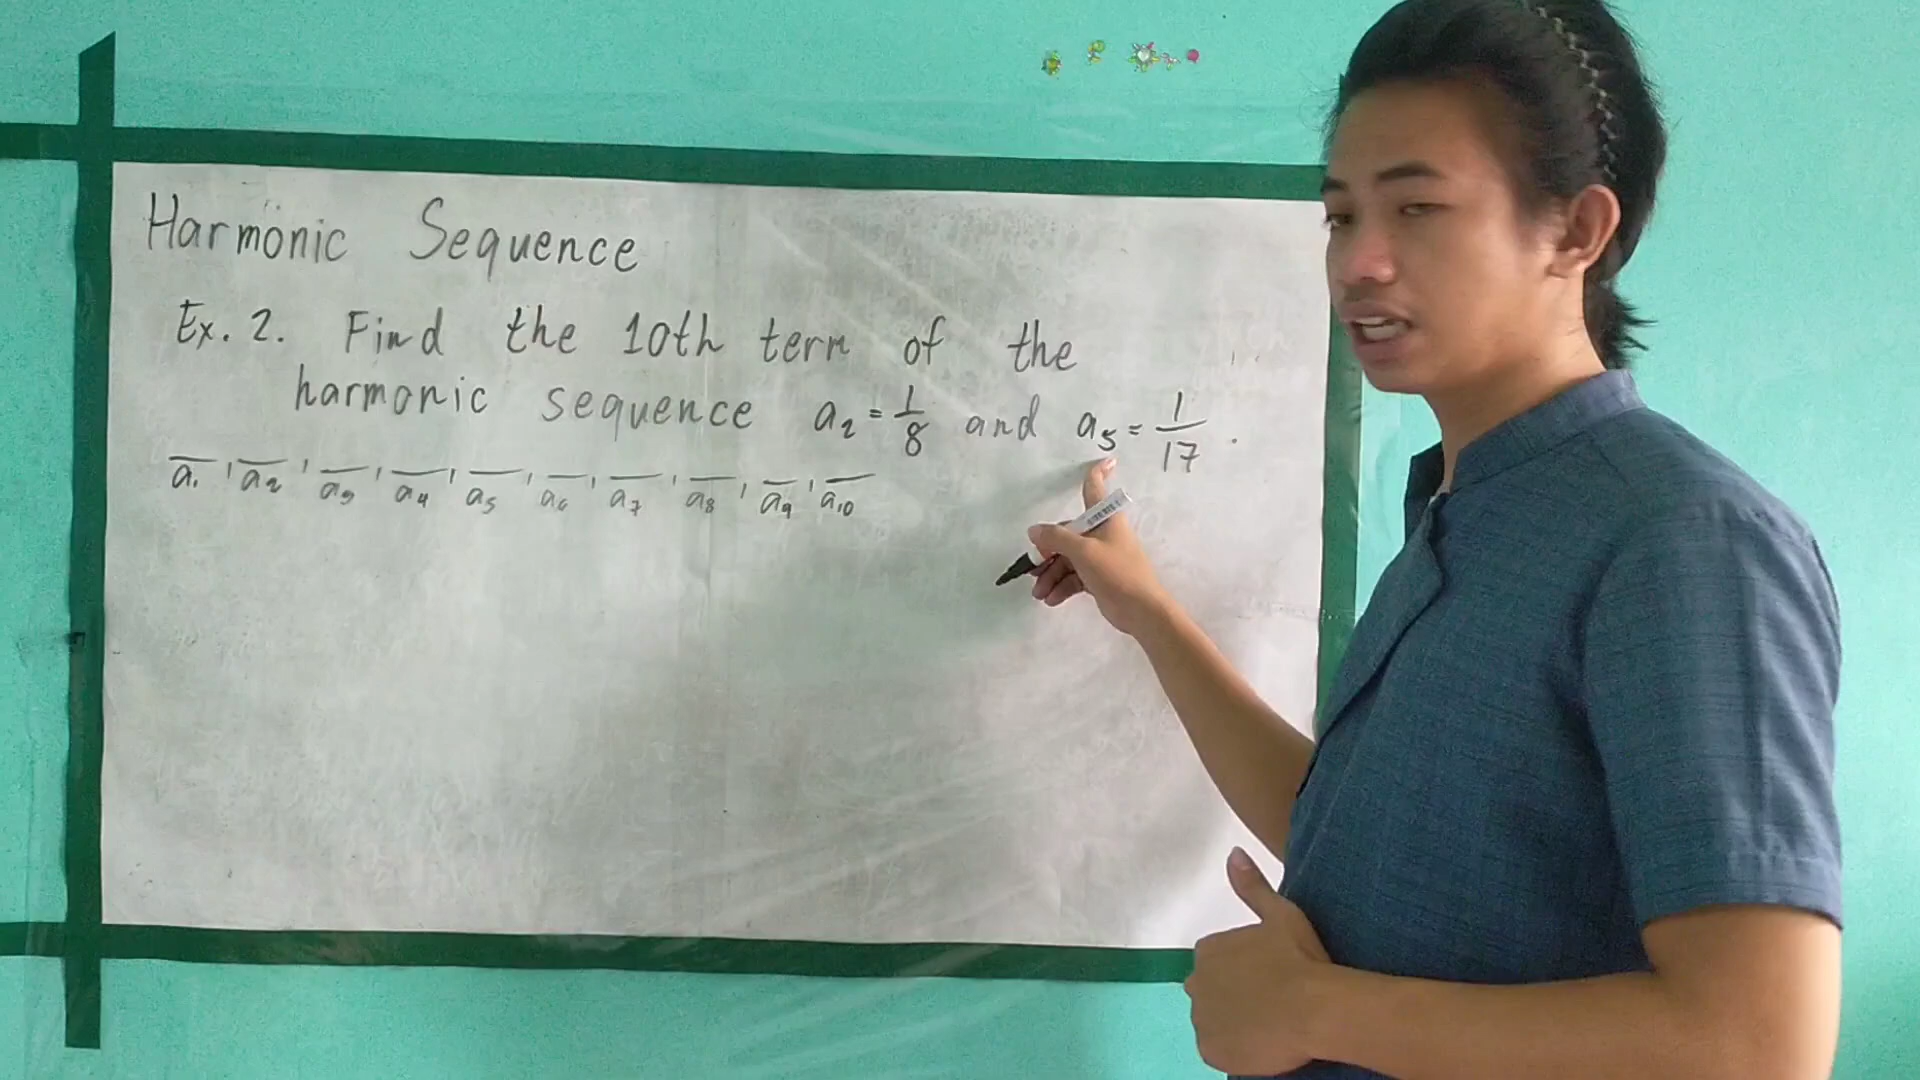 Harmonic Sequence
Ex. 2. Find the 10th term of the
harmonic sequence a₂ = 1/8 and a₅ = 1/17.
a₁, a₂, a₃, a₄, a₅, a₆, a₇, a₈, a₉, a₁₀